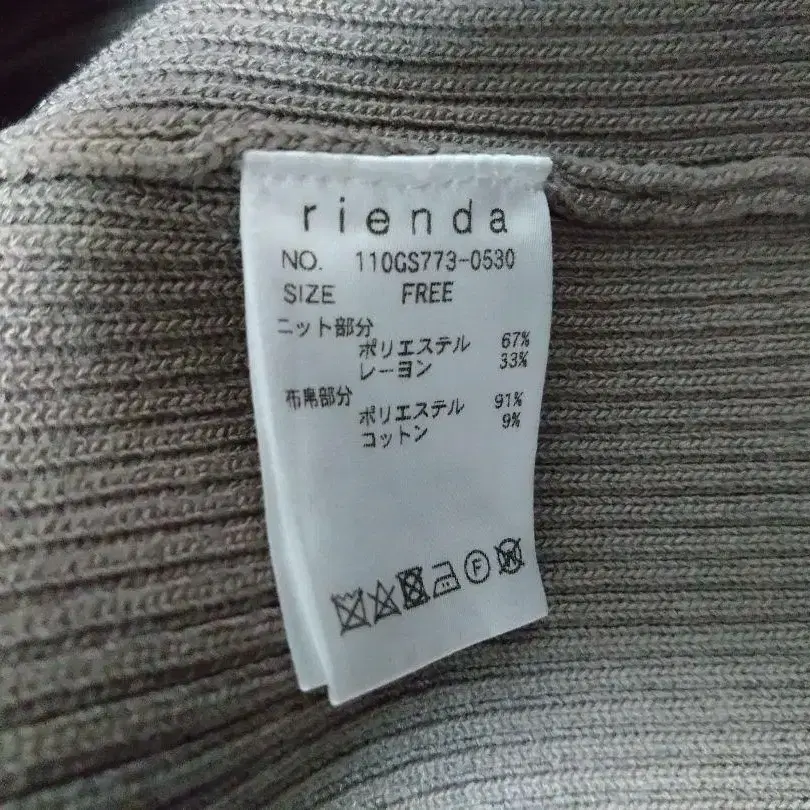 rienda
NO. 110GS773-0530
SIZE FREE
ニット部分
ポリエステル 67%
レーヨン 33%
布帛部分
ポリエステル 91%
コットン 9%
F
W